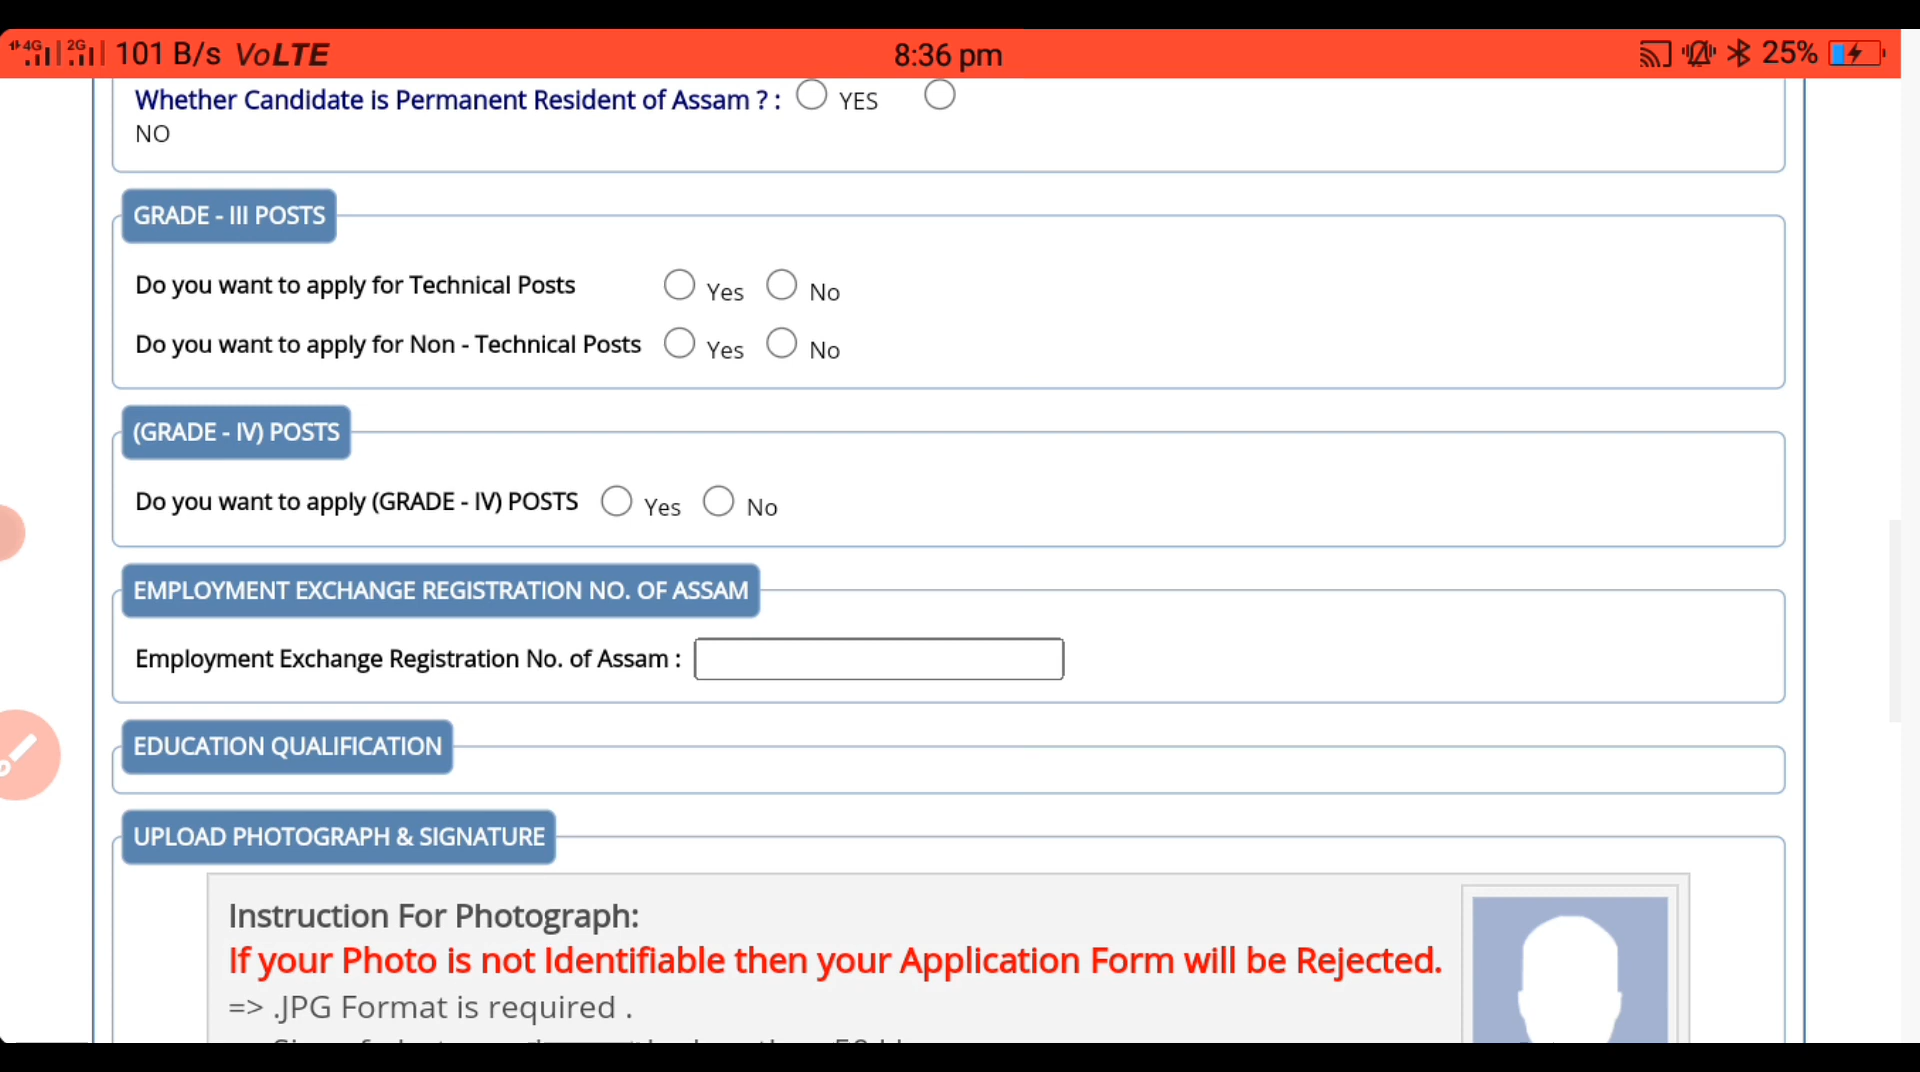 4G 2G 101 B/s VoLTE 8:36 pm 25%
Whether Candidate is Permanent Resident of Assam ? : YES
NO
GRADE - III POSTS
Do you want to apply for Technical Posts Yes No
Do you want to apply for Non - Technical Posts Yes No
(GRADE - IV) POSTS
Do you want to apply (GRADE - IV) POSTS Yes No
EMPLOYMENT EXCHANGE REGISTRATION NO. OF ASSAM
Employment Exchange Registration No. of Assam :
EDUCATION QUALIFICATION
UPLOAD PHOTOGRAPH & SIGNATURE
Instruction For Photograph:
If your Photo is not Identifiable then your Application Form will be Rejected.
=> .JPG Format is required .